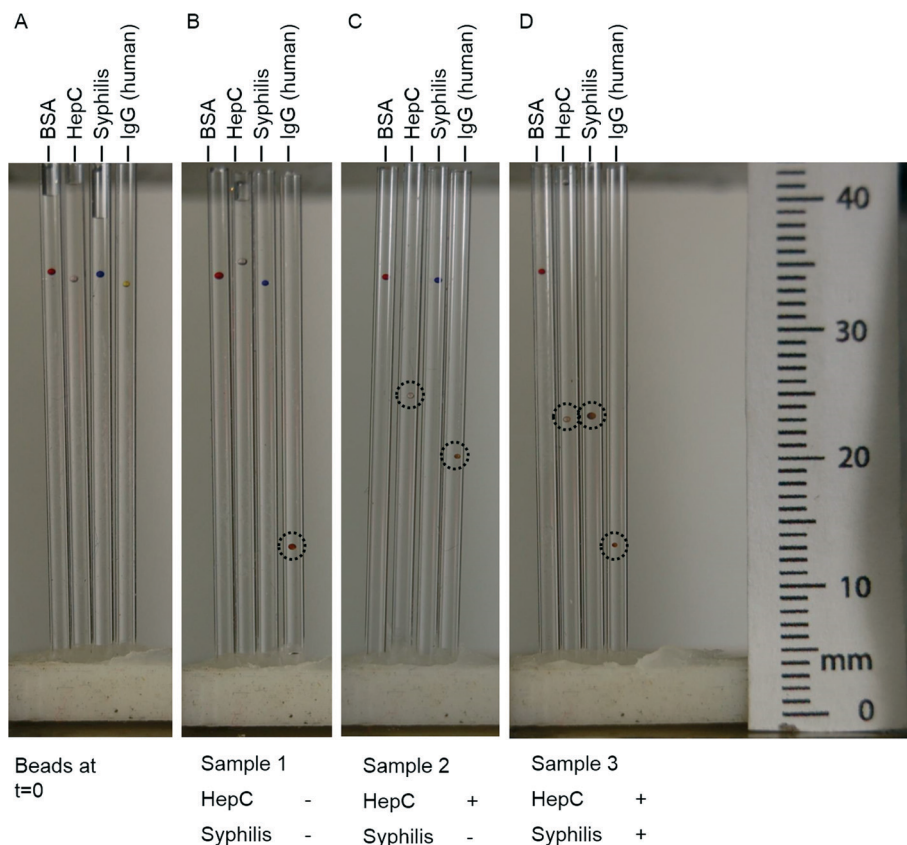 A
BSA
HepC
Syphilis
IgG (human)
B
BSA
HepC
Syphilis
IgG (human)
C
BSA
HepC
Syphilis
IgG (human)
D
BSA
HepC
Syphilis
IgG (human)
40
30
20
10
mm
0
Beads at
t=0
Sample 1
HepC -
Syphilis -
Sample 2
HepC +
Syphilis -
Sample 3
HepC +
Syphilis +